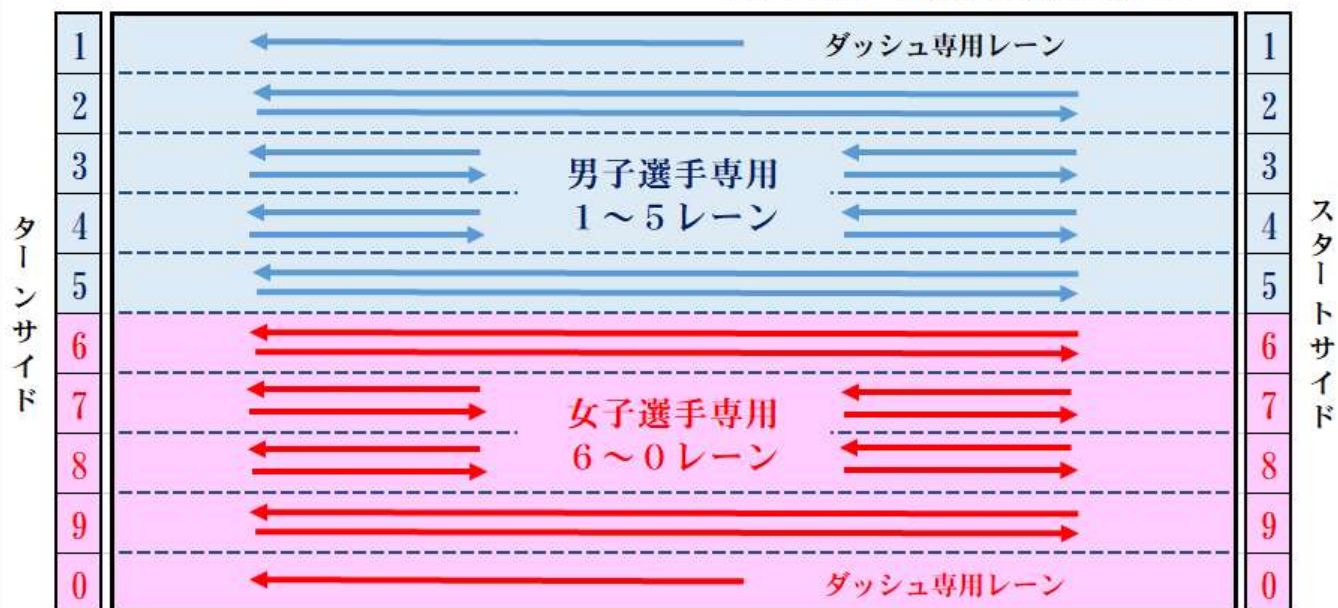 1 ダッシュ専用レーン 1
2 2
3 男子選手専用 3
4 1～5レーン 4
5 5
6 6
7 女子選手専用 7
8 6～0レーン 8
9 9
0 ダッシュ専用レーン 0
ターンサイド
スタートサイド